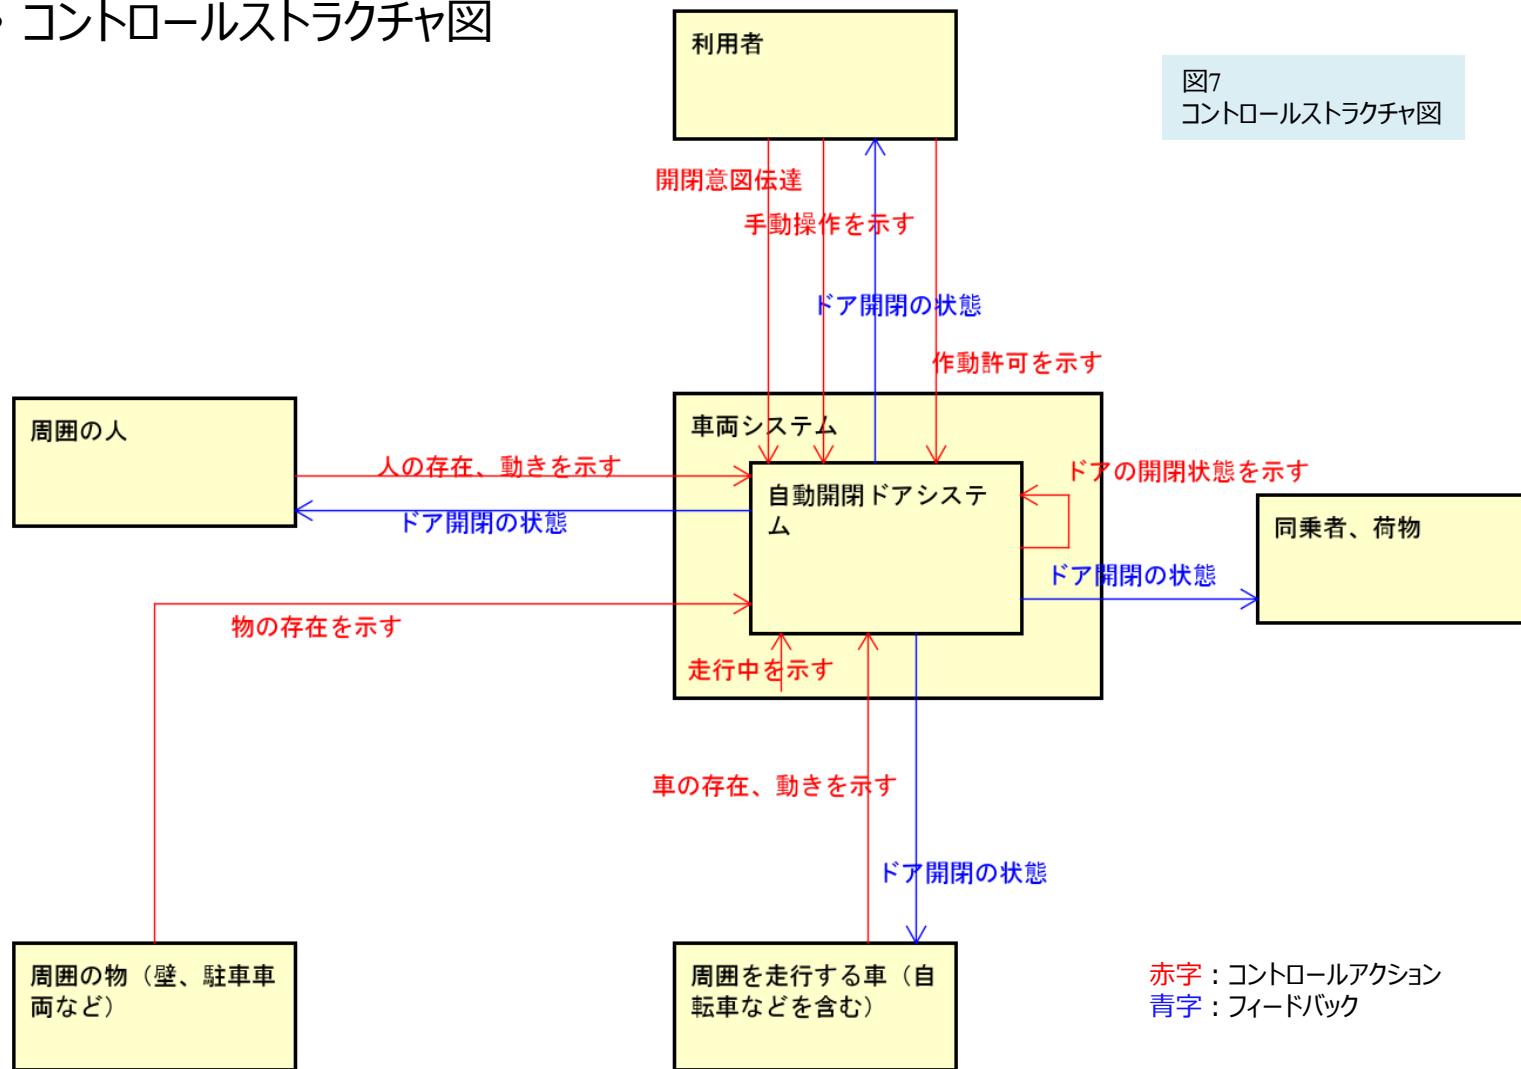 ・コントロールストラクチャ図
利用者
図7
コントロールストラクチャ図
開閉意図伝達
手動操作を示す
ドア開閉の状態
作動許可を示す
周囲の人
車両システム
人の存在、動きを示す
ドアの開閉状態を示す
自動開閉ドアシステ
ム
ドア開閉の状態
同乗者、荷物
ドア開閉の状態
物の存在を示す
走行中を示す
車の存在、動きを示す
ドア開閉の状態
周囲の物（壁、駐車車
両など）
周囲を走行する車（自
転車などを含む）
赤字：コントロールアクション
青字：フィードバック